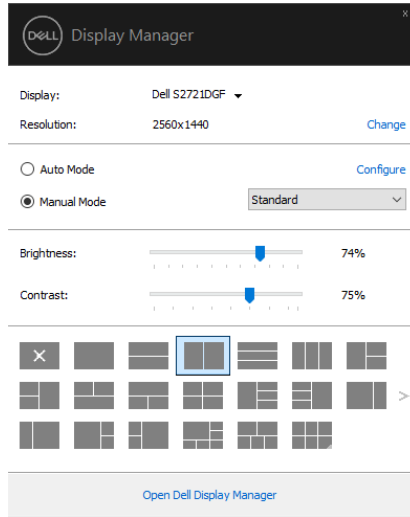 x
DELL Display Manager
Display: Dell S2721DGF
Resolution: 2560x1440 Change
Auto Mode Configure
Manual Mode Standard
Brightness: 74%
Contrast: 75%
Open Dell Display Manager